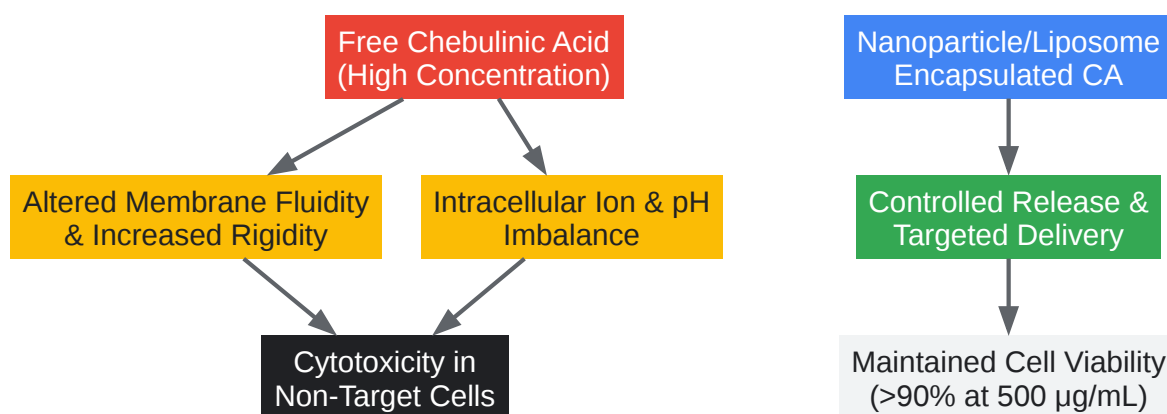 Free Chebulinic Acid
(High Concentration)
Nanoparticle/Liposome
Encapsulated CA
Altered Membrane Fluidity
& Increased Rigidity
Intracellular Ion & pH
Imbalance
Controlled Release &
Targeted Delivery
Cytotoxicity in
Non-Target Cells
Maintained Cell Viability
(>90% at 500 μg/mL)